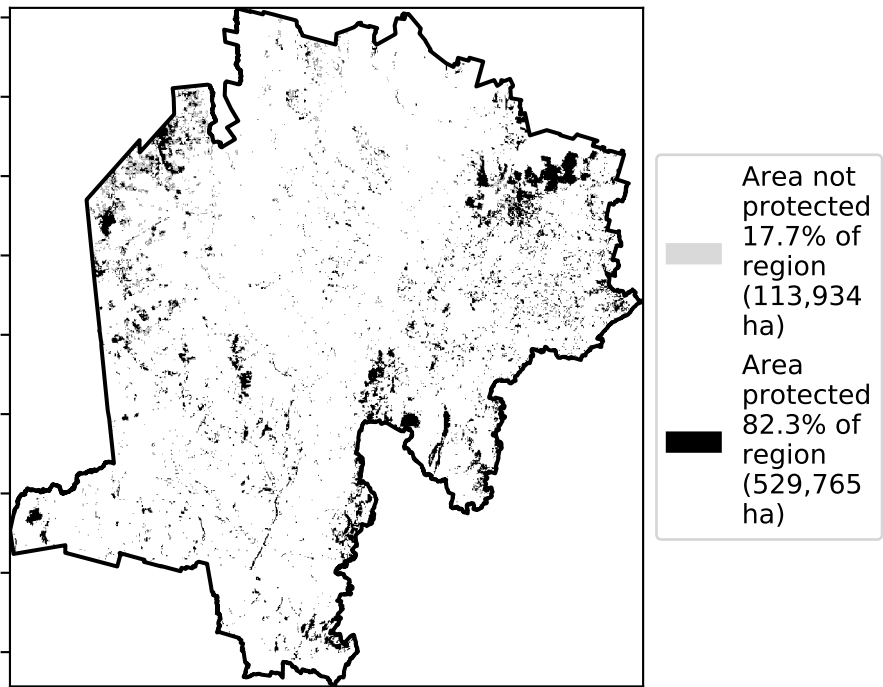 Area not
protected
17.7% of
region
(113,934
ha)
Area
protected
82.3% of
region
(529,765
ha)